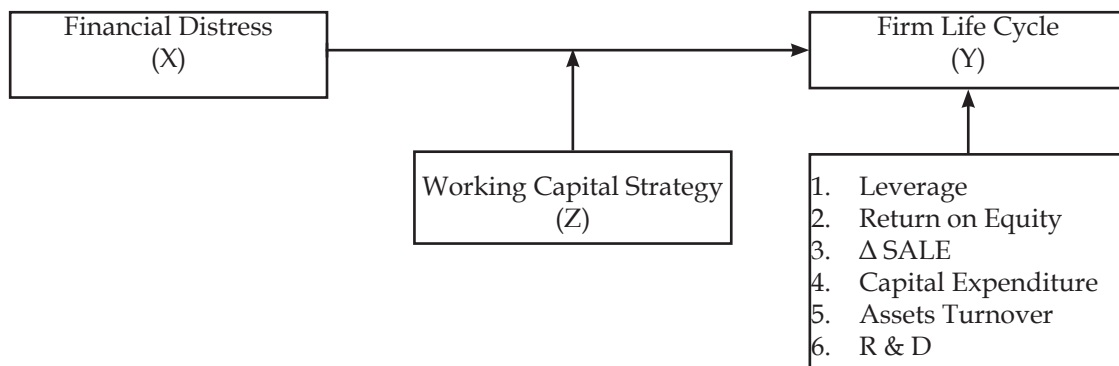 Financial Distress
(X)
Firm Life Cycle
(Y)
Working Capital Strategy
(Z)
1. Leverage
2. Return on Equity
3. Δ SALE
4. Capital Expenditure
5. Assets Turnover
6. R & D